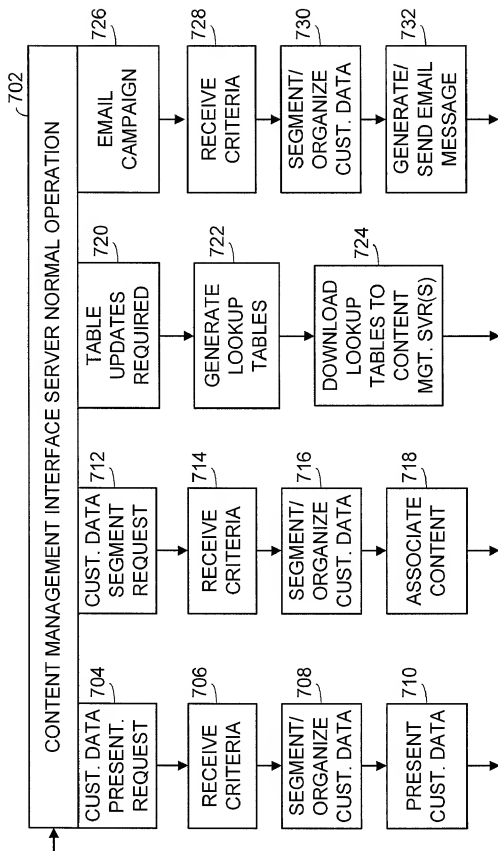 702
CONTENT MANAGEMENT INTERFACE SERVER NORMAL OPERATION
704
CUST. DATA
PRESENT.
REQUEST
706
RECEIVE
CRITERIA
708
SEGMENT/
ORGANIZE
CUST. DATA
710
PRESENT
CUST. DATA
712
CUST. DATA
SEGMENT
REQUEST
714
RECEIVE
CRITERIA
716
SEGMENT/
ORGANIZE
CUST. DATA
718
ASSOCIATE
CONTENT
720
TABLE
UPDATES
REQUIRED
722
GENERATE
LOOKUP
TABLES
724
DOWNLOAD
LOOKUP
TABLES TO
CONTENT
MGT. SVR(S)
726
EMAIL
CAMPAIGN
728
RECEIVE
CRITERIA
730
SEGMENT/
ORGANIZE
CUST. DATA
732
GENERATE/
SEND EMAIL
MESSAGE